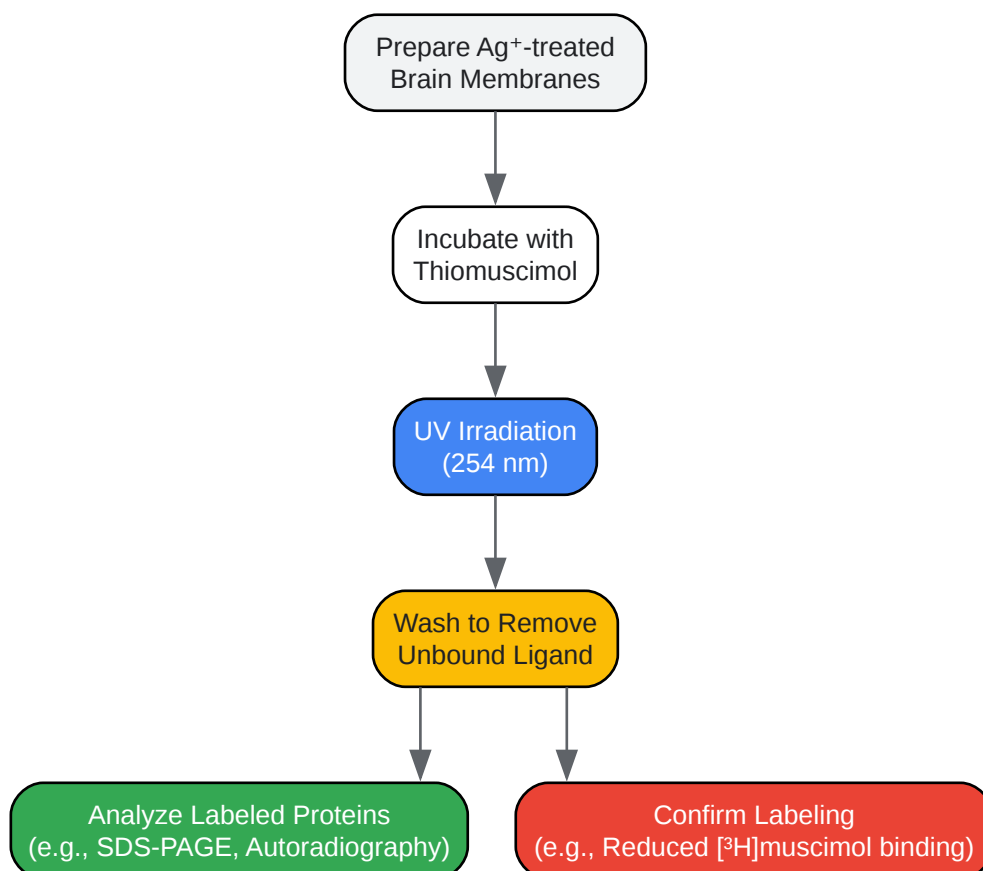 Prepare Ag⁺-treated
Brain Membranes
Incubate with
Thiomuscimol
UV Irradiation
(254 nm)
Wash to Remove
Unbound Ligand
Analyze Labeled Proteins
(e.g., SDS-PAGE, Autoradiography)
Confirm Labeling
(e.g., Reduced [³H]muscimol binding)